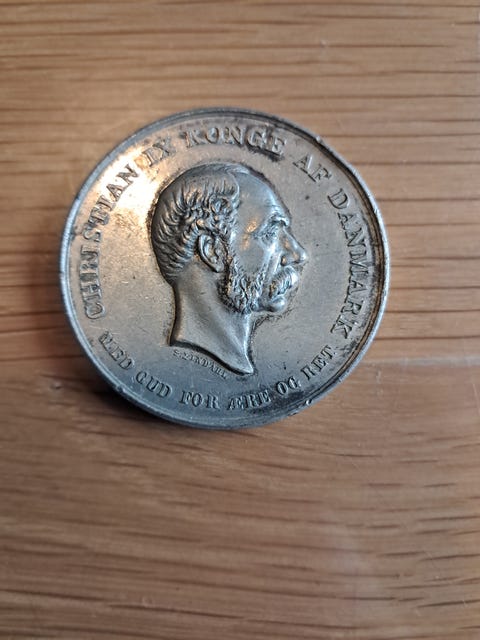 CHRISTIAN IX KONGE AF DANMARK
MED GUD FOR ÆRE OG RET